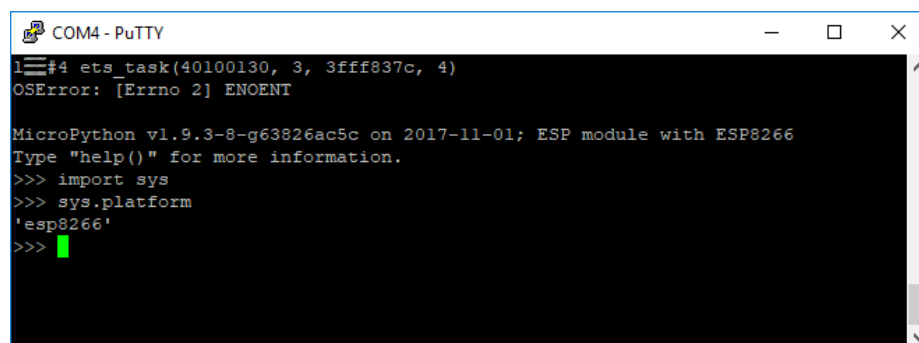 COM4 - PuTTY
#4 ets_task(40100130, 3, 3fff837c, 4)
OSError: [Errno 2] ENOENT
MicroPython v1.9.3-8-g63826ac5c on 2017-11-01; ESP module with ESP8266
Type "help()" for more information.
>>> import sys
>>> sys.platform
'esp8266'
>>>